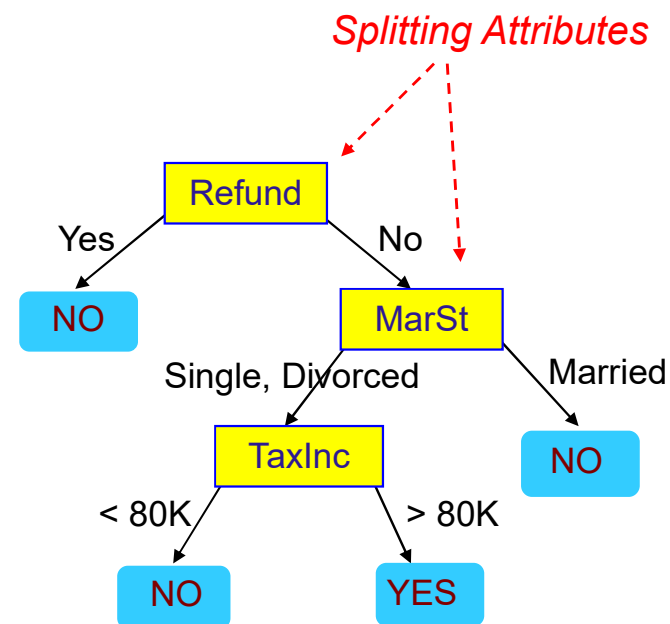 Splitting Attributes
Refund
Yes
No
NO
MarSt
Single, Divorced
Married
TaxInc
NO
< 80K
> 80K
NO
YES